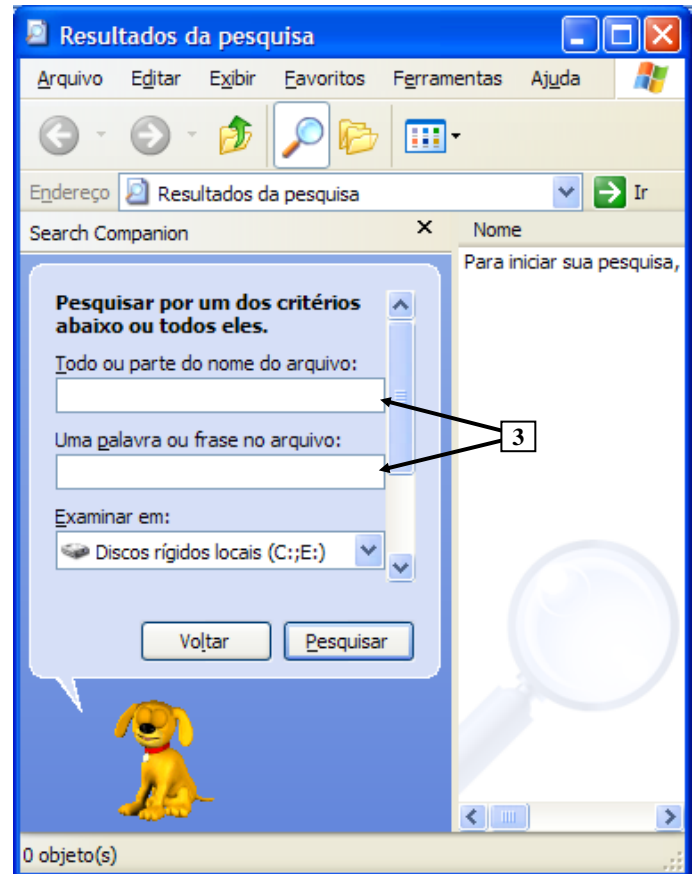 Resultados da pesquisa
Arquivo Editar Exibir Favoritos Ferramentas Ajuda
Endereço Resultados da pesquisa Ir
Search Companion
Nome
Para iniciar sua pesquisa,
Pesquisar por um dos critérios
abaixo ou todos eles.
Todo ou parte do nome do arquivo:
Uma palavra ou frase no arquivo:
3
Examinar em:
Discos rígidos locais (C:;E:)
Voltar Pesquisar
0 objeto(s)